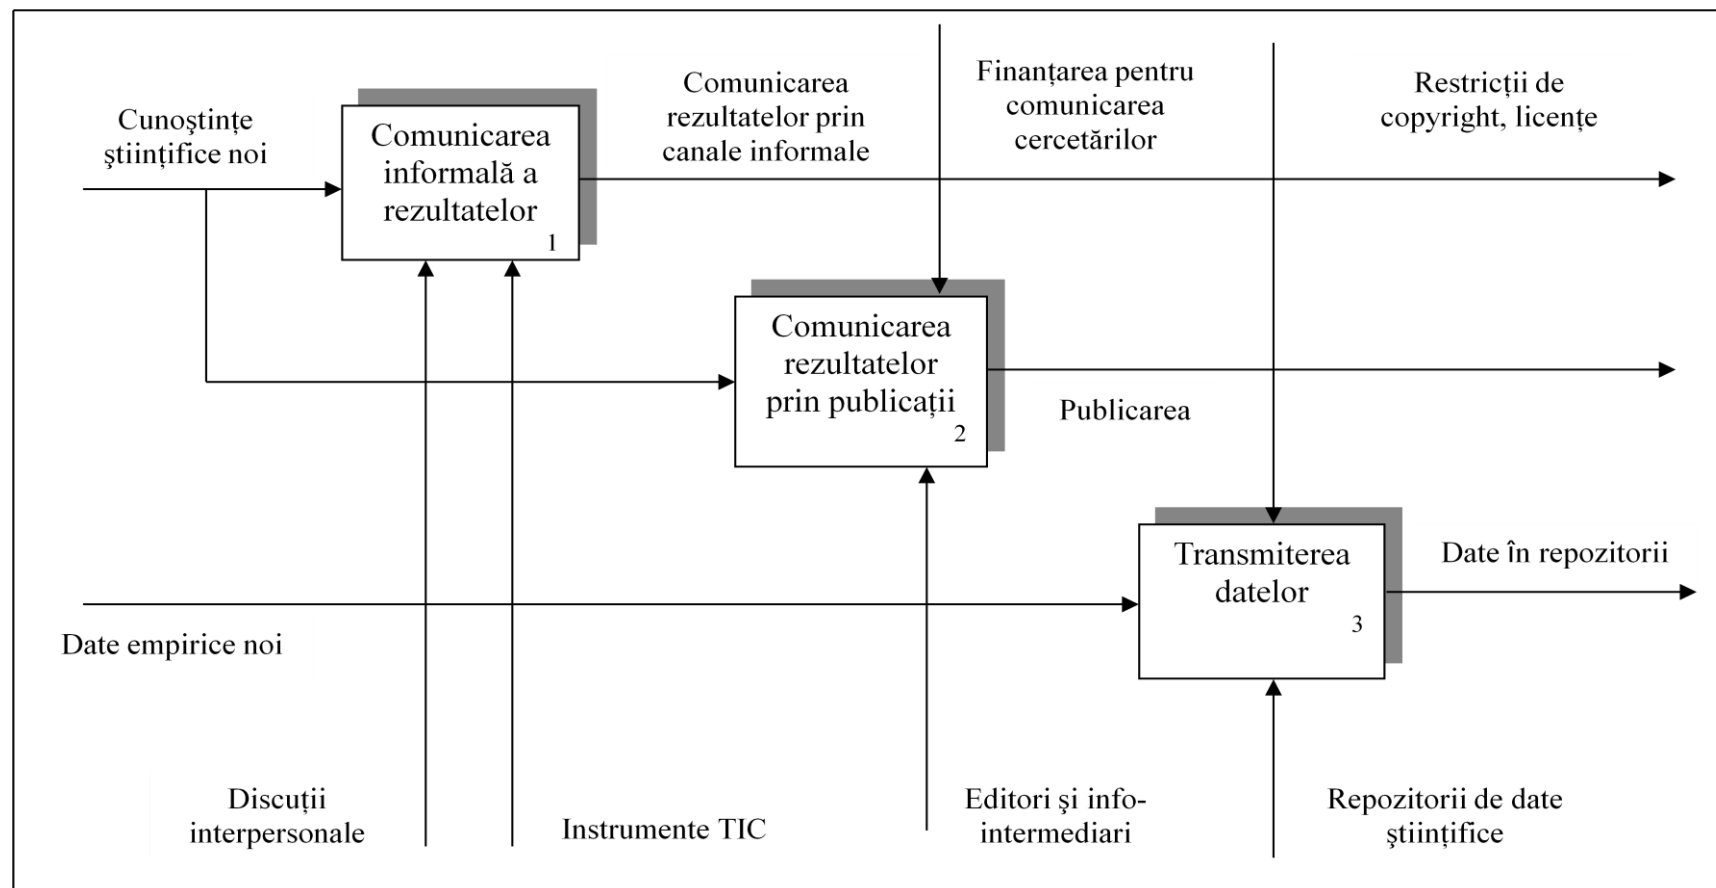 Cunoştinţe
ştiinţifice noi
Comunicarea
informală a
rezultatelor
1
Comunicarea
rezultatelor prin
canale informale
Finanţarea pentru
comunicarea
cercetărilor
Restricţii de
copyright, licenţe
Comunicarea
rezultatelor
prin publicaţii
2
Publicarea
Transmiterea
datelor
3
Date în repozitorii
Date empirice noi
Discuţii
interpersonale
Instrumente TIC
Editori şi info-
intermediari
Repozitorii de date
ştiinţifice